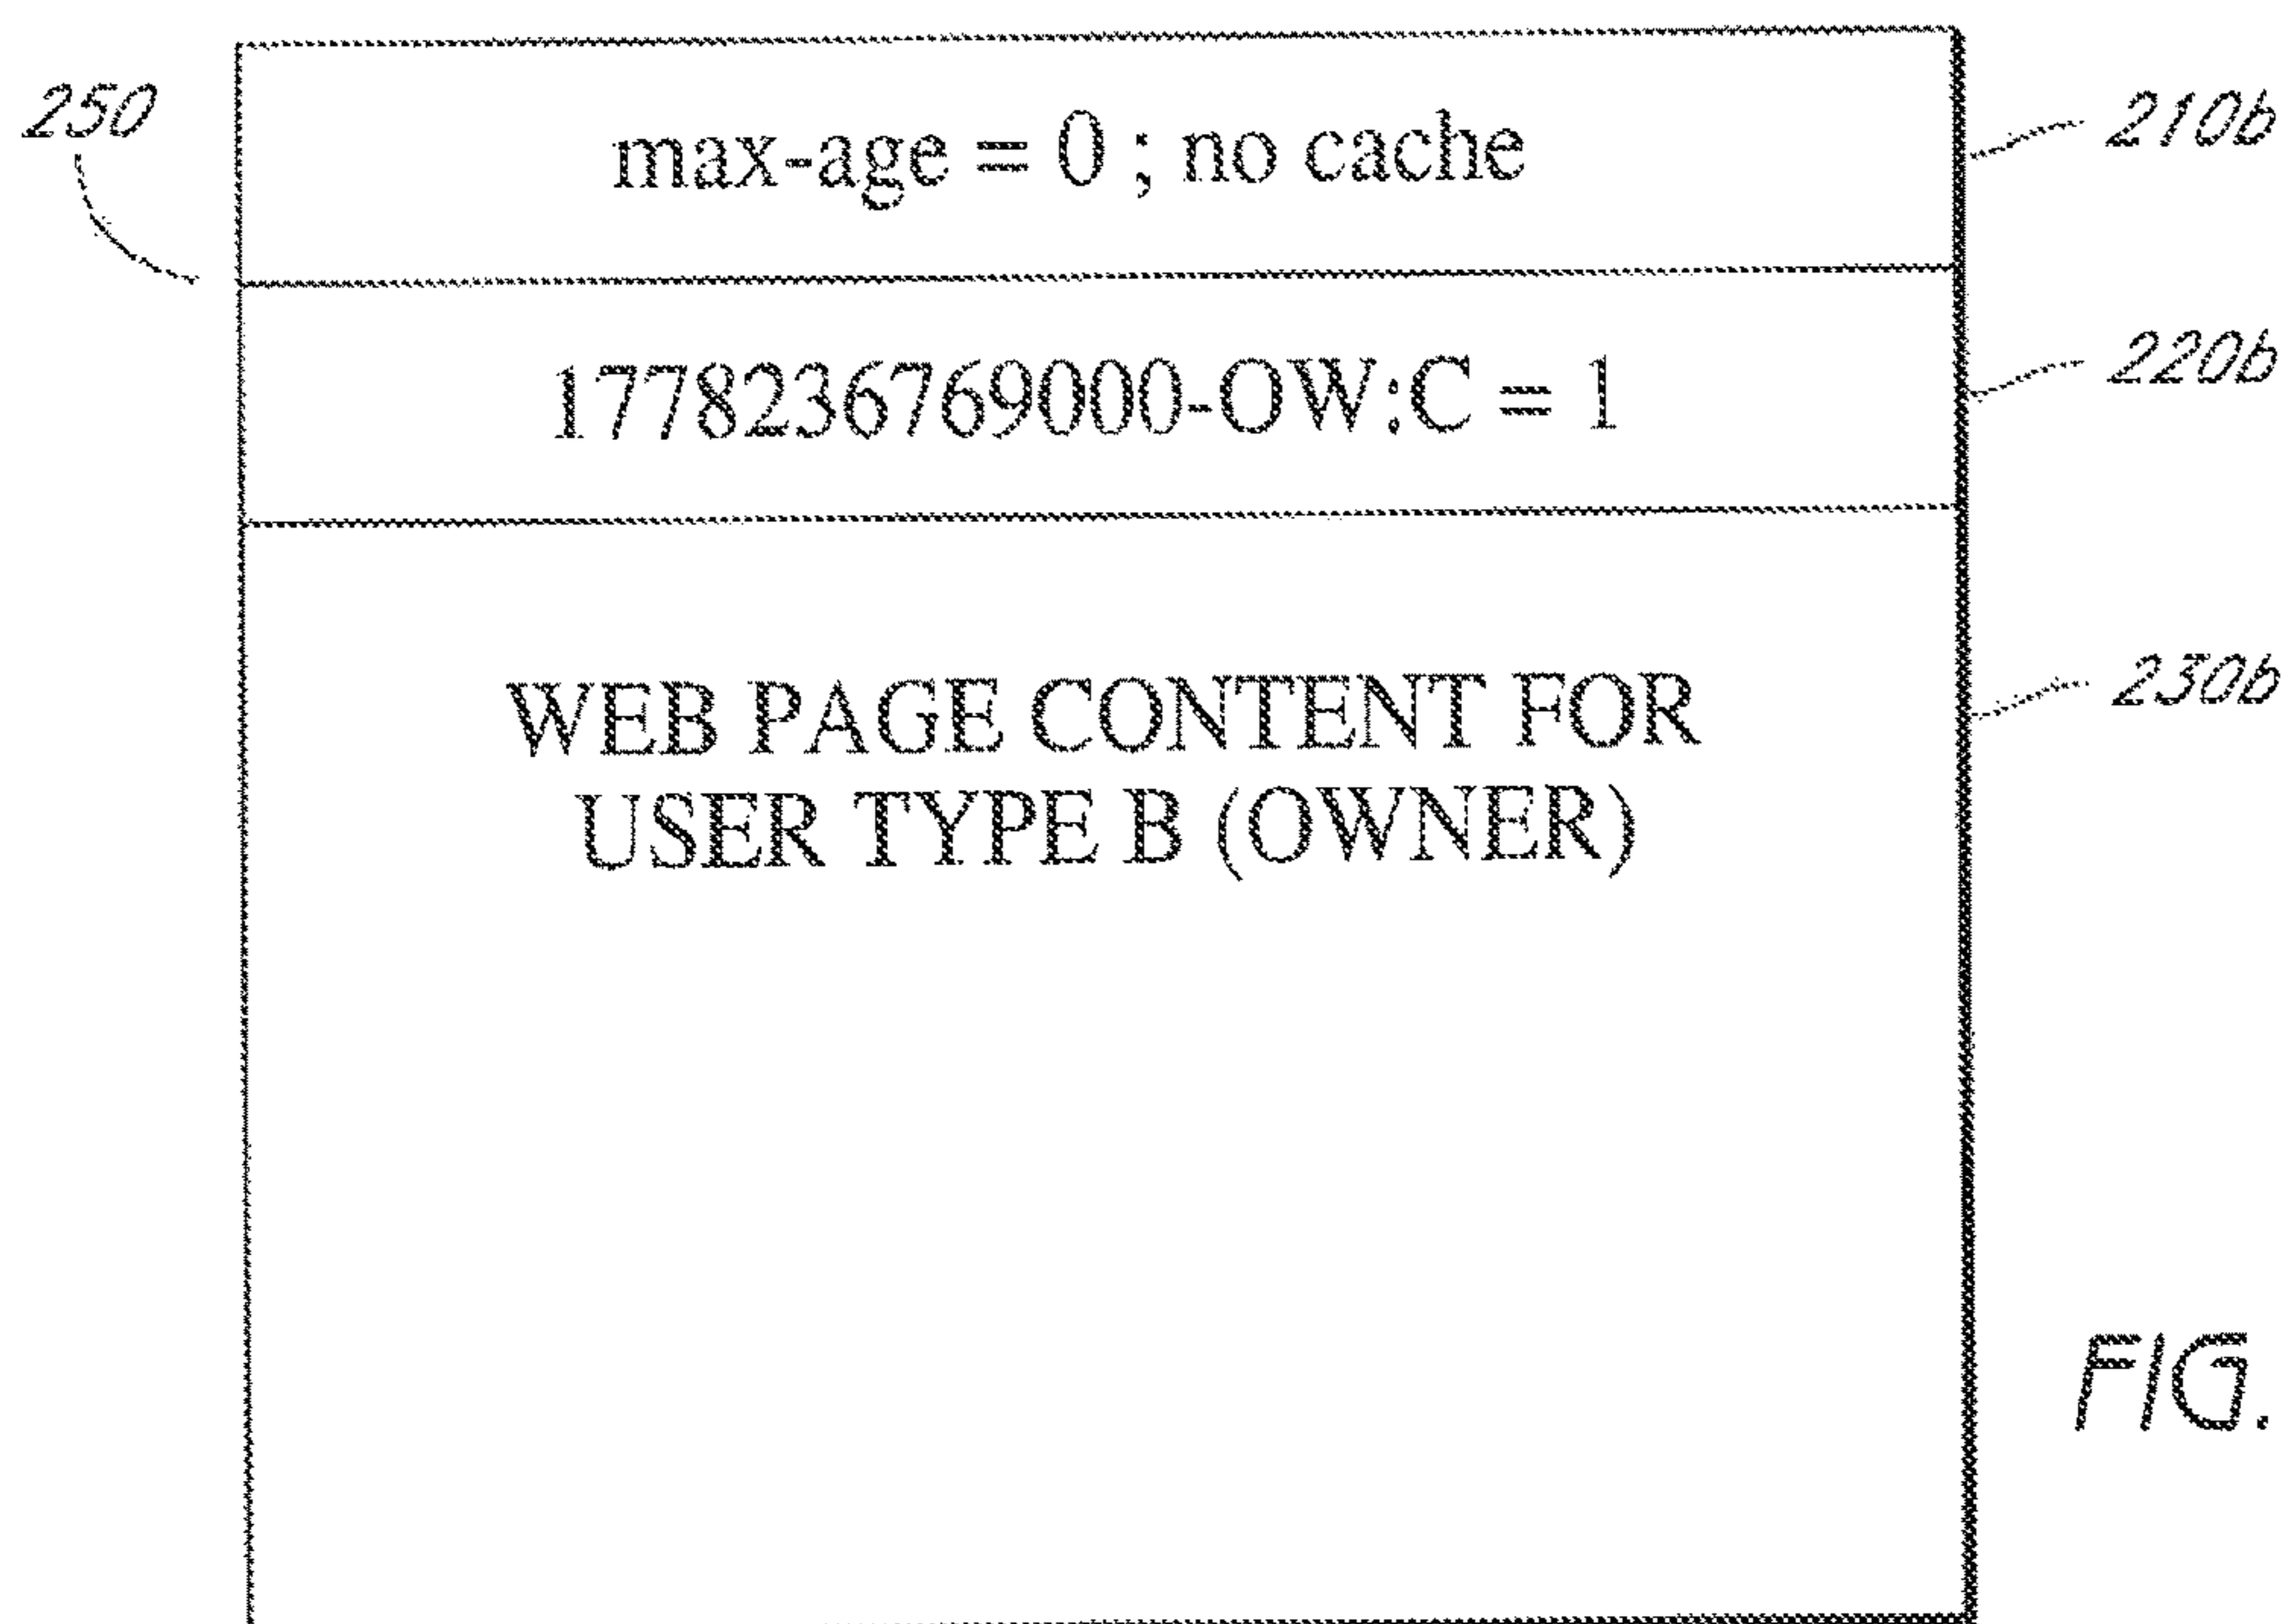 250
max-age = 0 ; no cache
210b
1778236769000-OW:C = 1
220b
WEB PAGE CONTENT FOR
USER TYPE B (OWNER)
230b
FIG.